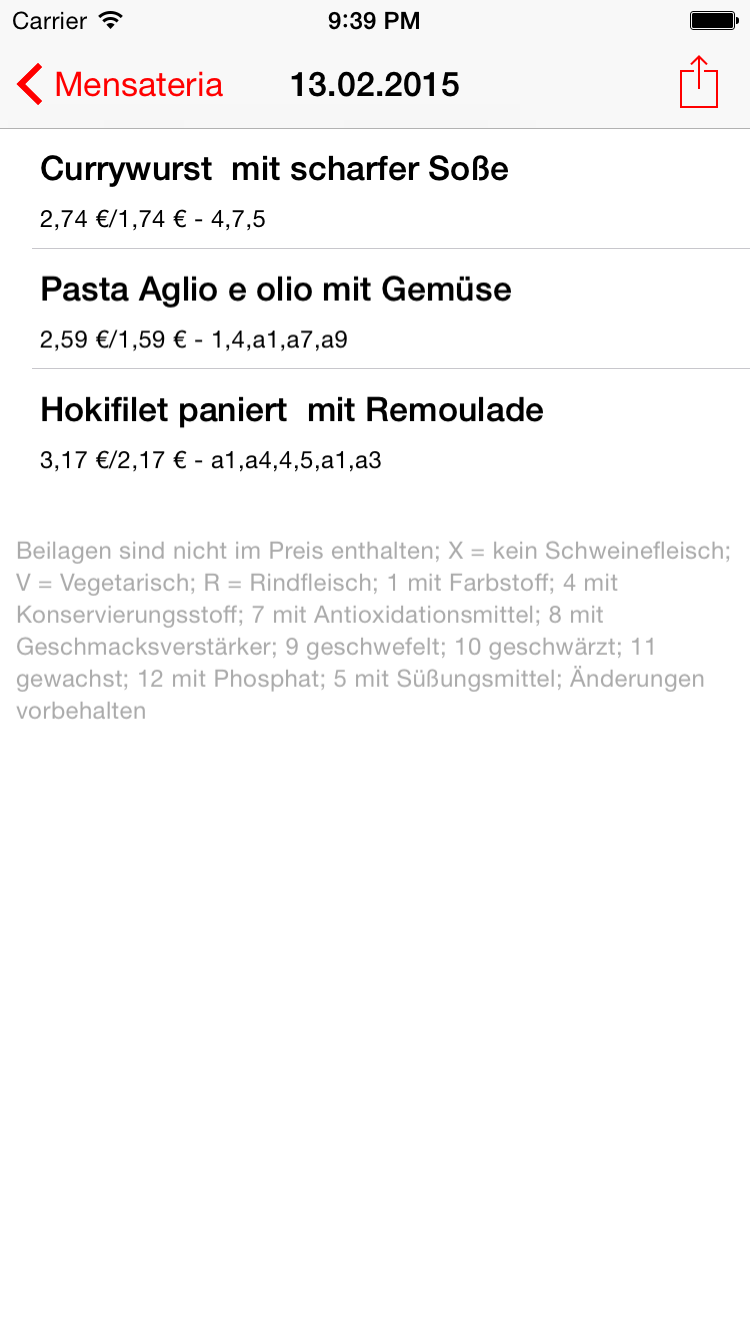 Carrier 9:39 PM
Mensateria 13.02.2015
Currywurst  mit scharfer Soße
2,74 €/1,74 € - 4,7,5
Pasta Aglio e olio mit Gemüse
2,59 €/1,59 € - 1,4,a1,a7,a9
Hokifilet paniert  mit Remoulade
3,17 €/2,17 € - a1,a4,4,5,a1,a3
Beilagen sind nicht im Preis enthalten; X = kein Schweinefleisch;
V = Vegetarisch; R = Rindfleisch; 1 mit Farbstoff; 4 mit
Konservierungsstoff; 7 mit Antioxidationsmittel; 8 mit
Geschmacksverstärker; 9 geschwefelt; 10 geschwärzt; 11
gewachst; 12 mit Phosphat; 5 mit Süßungsmittel; Änderungen
vorbehalten